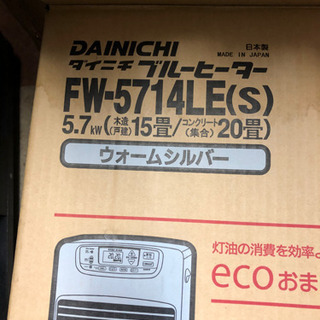 DAINICHI 日本製
MADE IN JAPAN
ダイニチ ブルーヒーター
FW-5714LE(S)
5.7kW(木造(戸建)15畳/コンクリート(集合)20畳)
ウォームシルバー
灯油の消費を効率よ
ecoおま